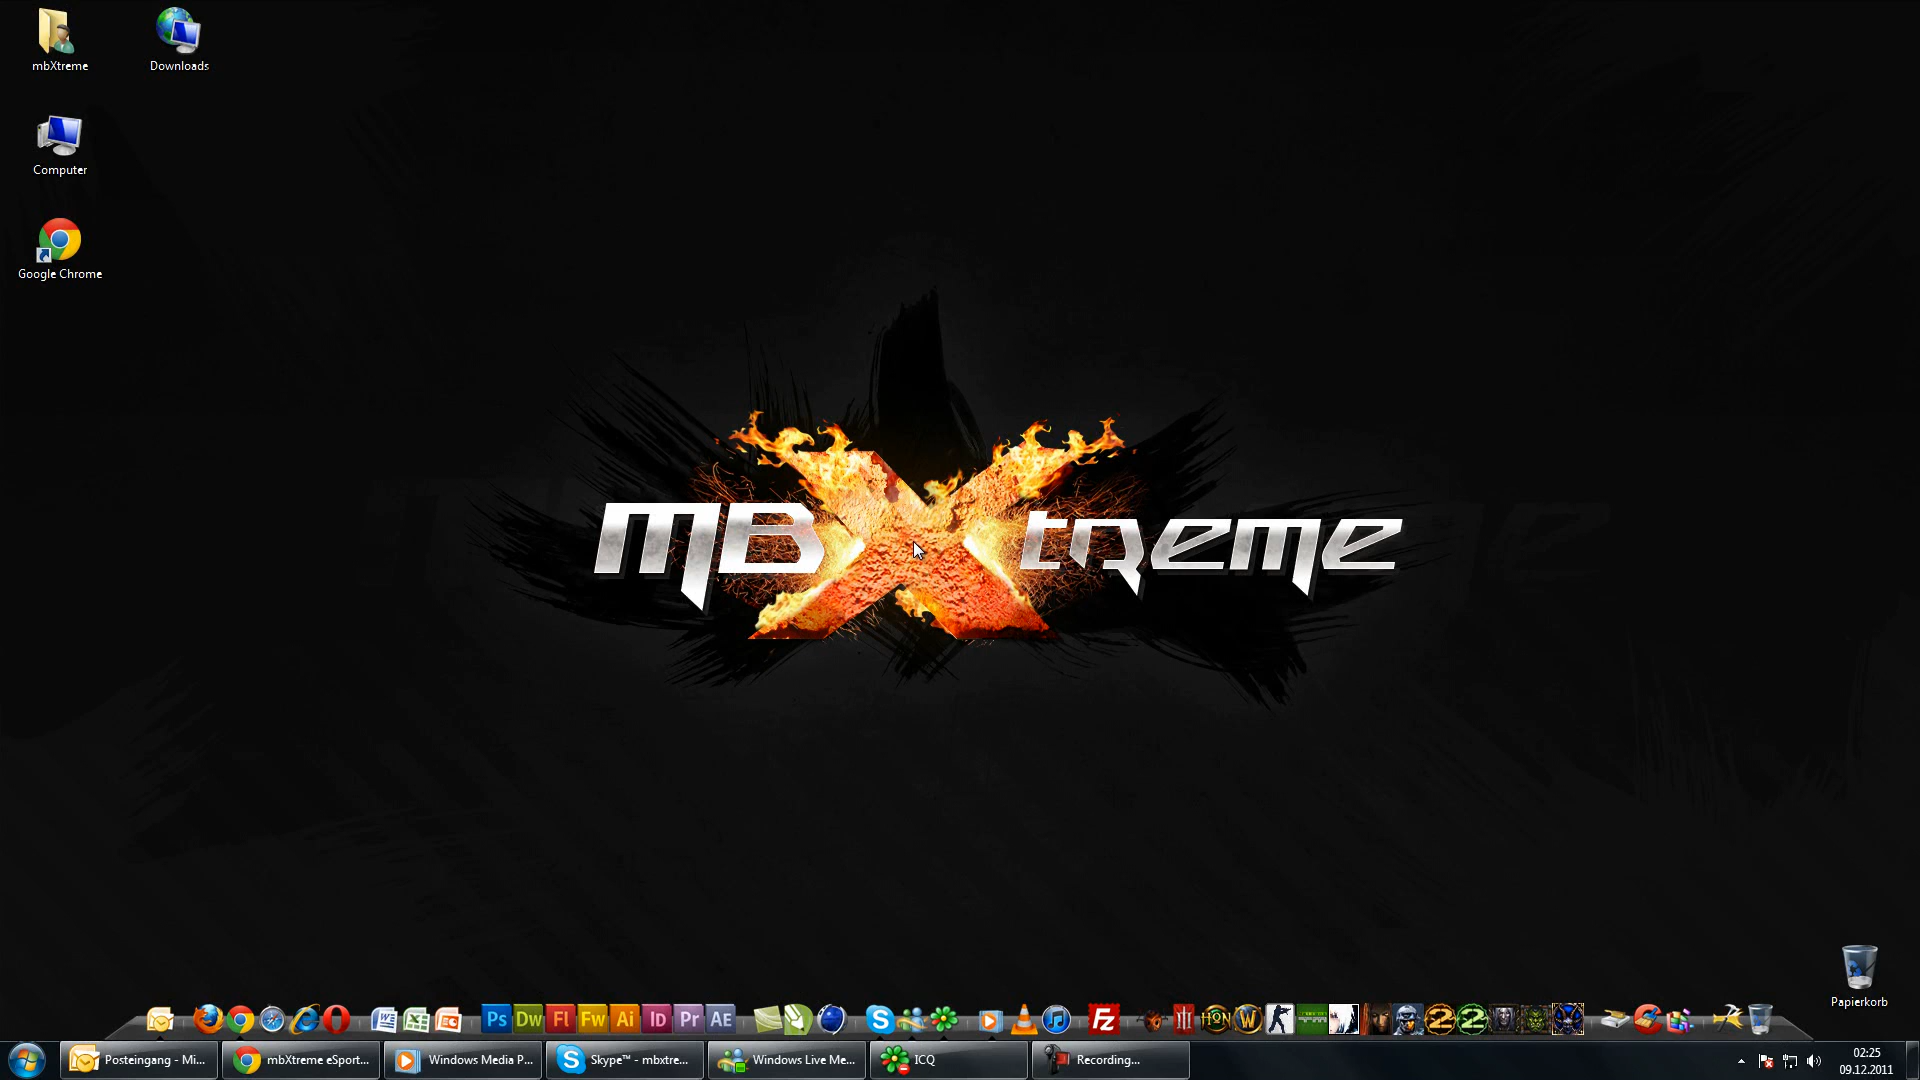 mbXtreme
Downloads
Computer
Google Chrome
MBXtreme
Papierkorb
Ps Dw Fl Fw Ai Id Pr AE
HON
Posteingang - Mi...
mbXtreme eSport...
Windows Media P...
Skype™ - mbxtre...
Windows Live Me...
ICQ
Recording...
02:25
09.12.2011